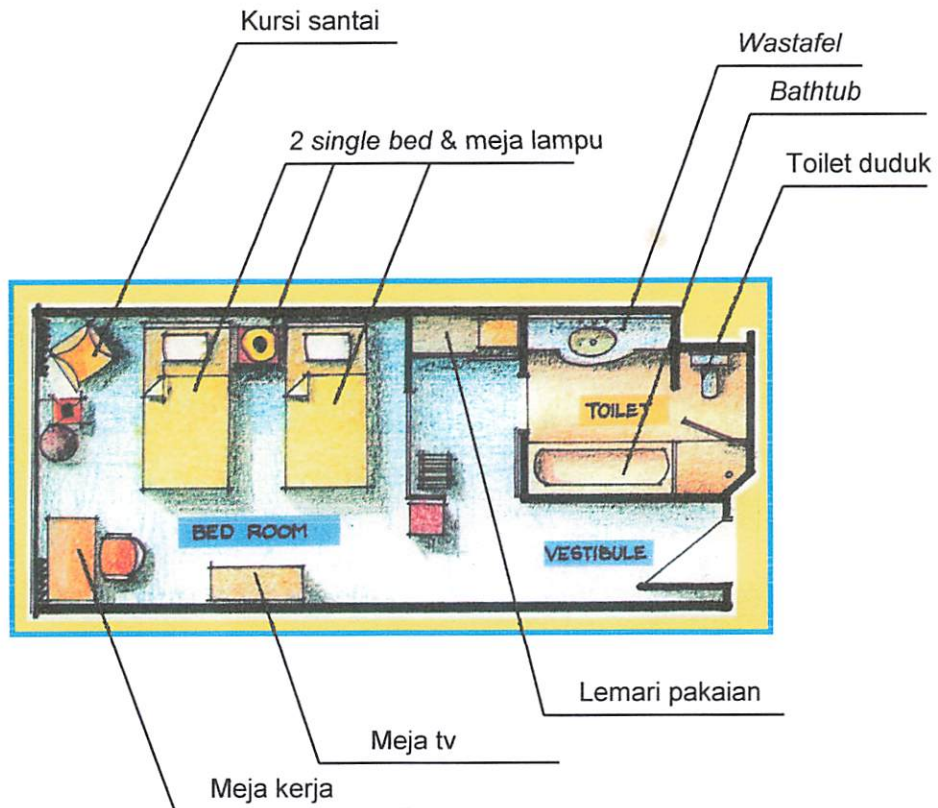 Kursi santai
Wastafel
Bathtub
2 single bed & meja lampu
Toilet duduk
TOILET
BED ROOM
VESTIBULE
Lemari pakaian
Meja tv
Meja kerja